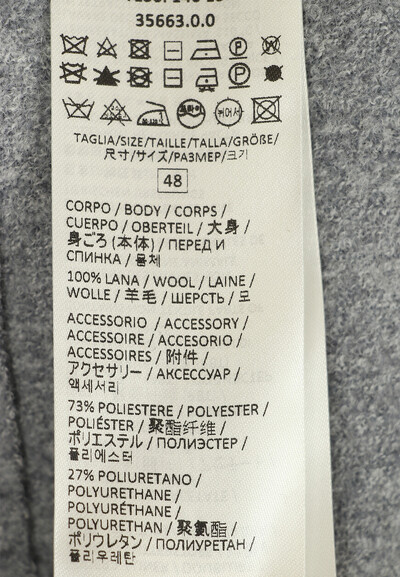 35663.0.0
TAGLIA/SIZE/TAILLE/TALLA/GRÖßE/
尺寸/サイズ/РАЗМЕР/크기
48
CORPO / BODY / CORPS /
CUERPO / OBERTEIL / 大身 /
身ごろ (本体) / ПЕРЕД И
СПИНКА / 몸체
100% LANA / WOOL / LAINE /
WOLLE / 羊毛 / ШЕРСТЬ / 모
ACCESSORIO / ACCESSORY /
ACCESSOIRE / ACCESORIO /
ACCESSOIRES / 附件 /
アクセサリー / АКСЕССУАР /
액세서리
73% POLIESTERE / POLYESTER /
POLIÉSTER / 聚酯纤维 /
ポリエステル / ПОЛИЭСТЕР /
폴리에스터
27% POLIURETANO /
POLYURETHANE /
POLYURÉTHANE /
POLYURETHAN / 聚氨酯 /
ポリウレタン / ПОЛИУРЕТАН /
폴리우레탄